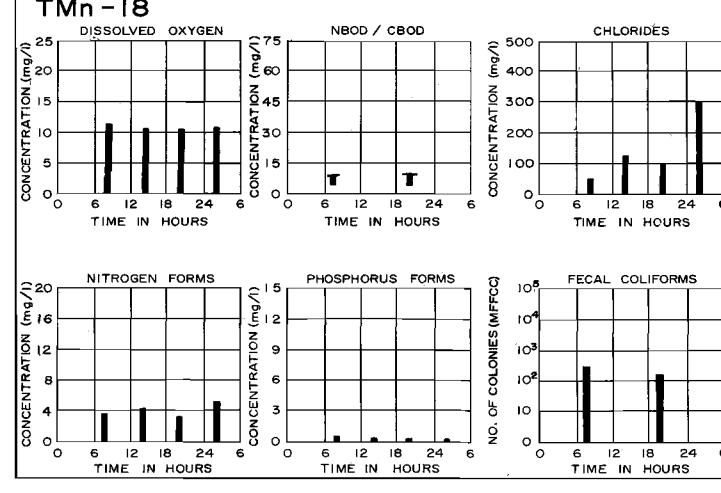 TMn-18
DISSOLVED OXYGEN
CONCENTRATION (mg/l)
25
20
15
10
5
0
0 6 12 18 24 6
TIME IN HOURS
NBOD / CBOD
CONCENTRATION (mg/l)
75
60
45
30
15
0
0 6 12 18 24 6
TIME IN HOURS
CHLORIDES
CONCENTRATION (mg/l)
500
400
300
200
100
0
0 6 12 18 24 6
TIME IN HOURS
NITROGEN FORMS
CONCENTRATION (mg/l)
20
16
12
8
4
0
0 6 12 18 24 6
TIME IN HOURS
PHOSPHORUS FORMS
CONCENTRATION (mg/l)
15
12
9
6
3
0
0 6 12 18 24 6
TIME IN HOURS
FECAL COLIFORMS
NO. OF COLONIES (MFFCC)
10⁵
10⁴
10³
10²
10
0
0 6 12 18 24 6
TIME IN HOURS